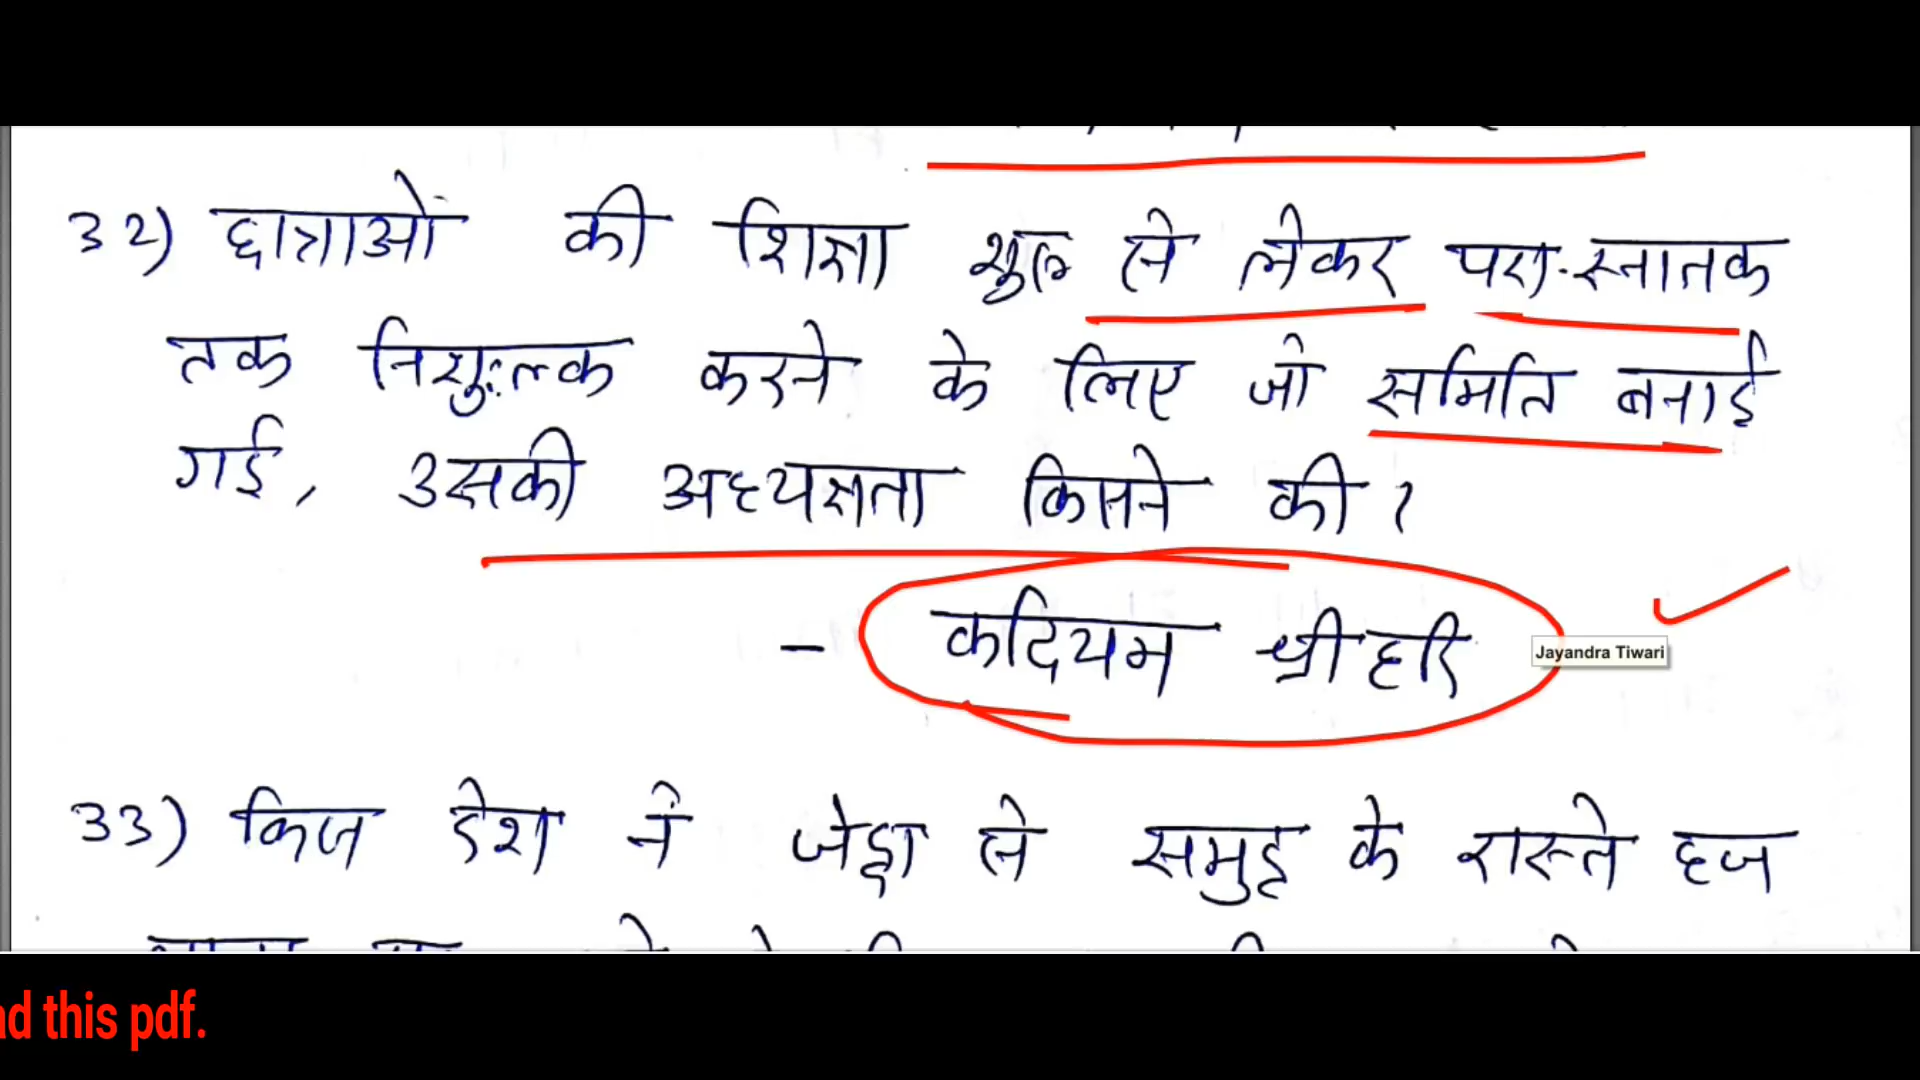 32) छात्राओं की शिक्षा शुरू से लेकर परा-स्नातक
तक निशुःल्क करने के लिए जो समिति बनाई
गई, उसकी अध्यक्षता किसने की?
- कदियम श्री हरि
Jayandra Tiwari
33) किस देश ने जेद्दा से समुद्र के रास्ते हज
ad this pdf.